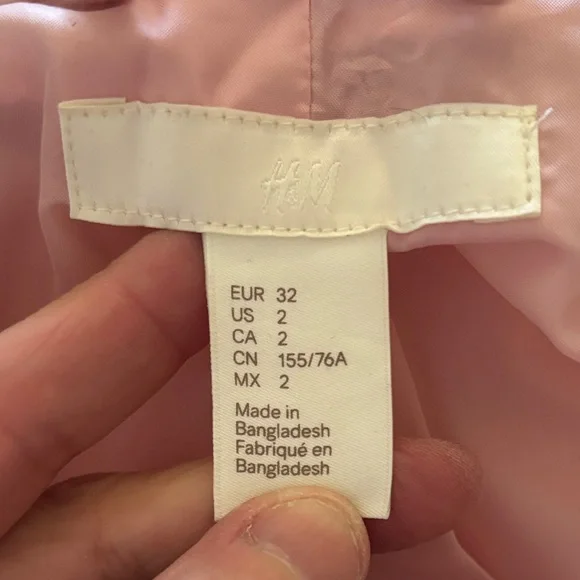 H&M
EUR 32
US 2
CA 2
CN 155/76A
MX 2
Made in
Bangladesh
Fabriqué en
Bangladesh